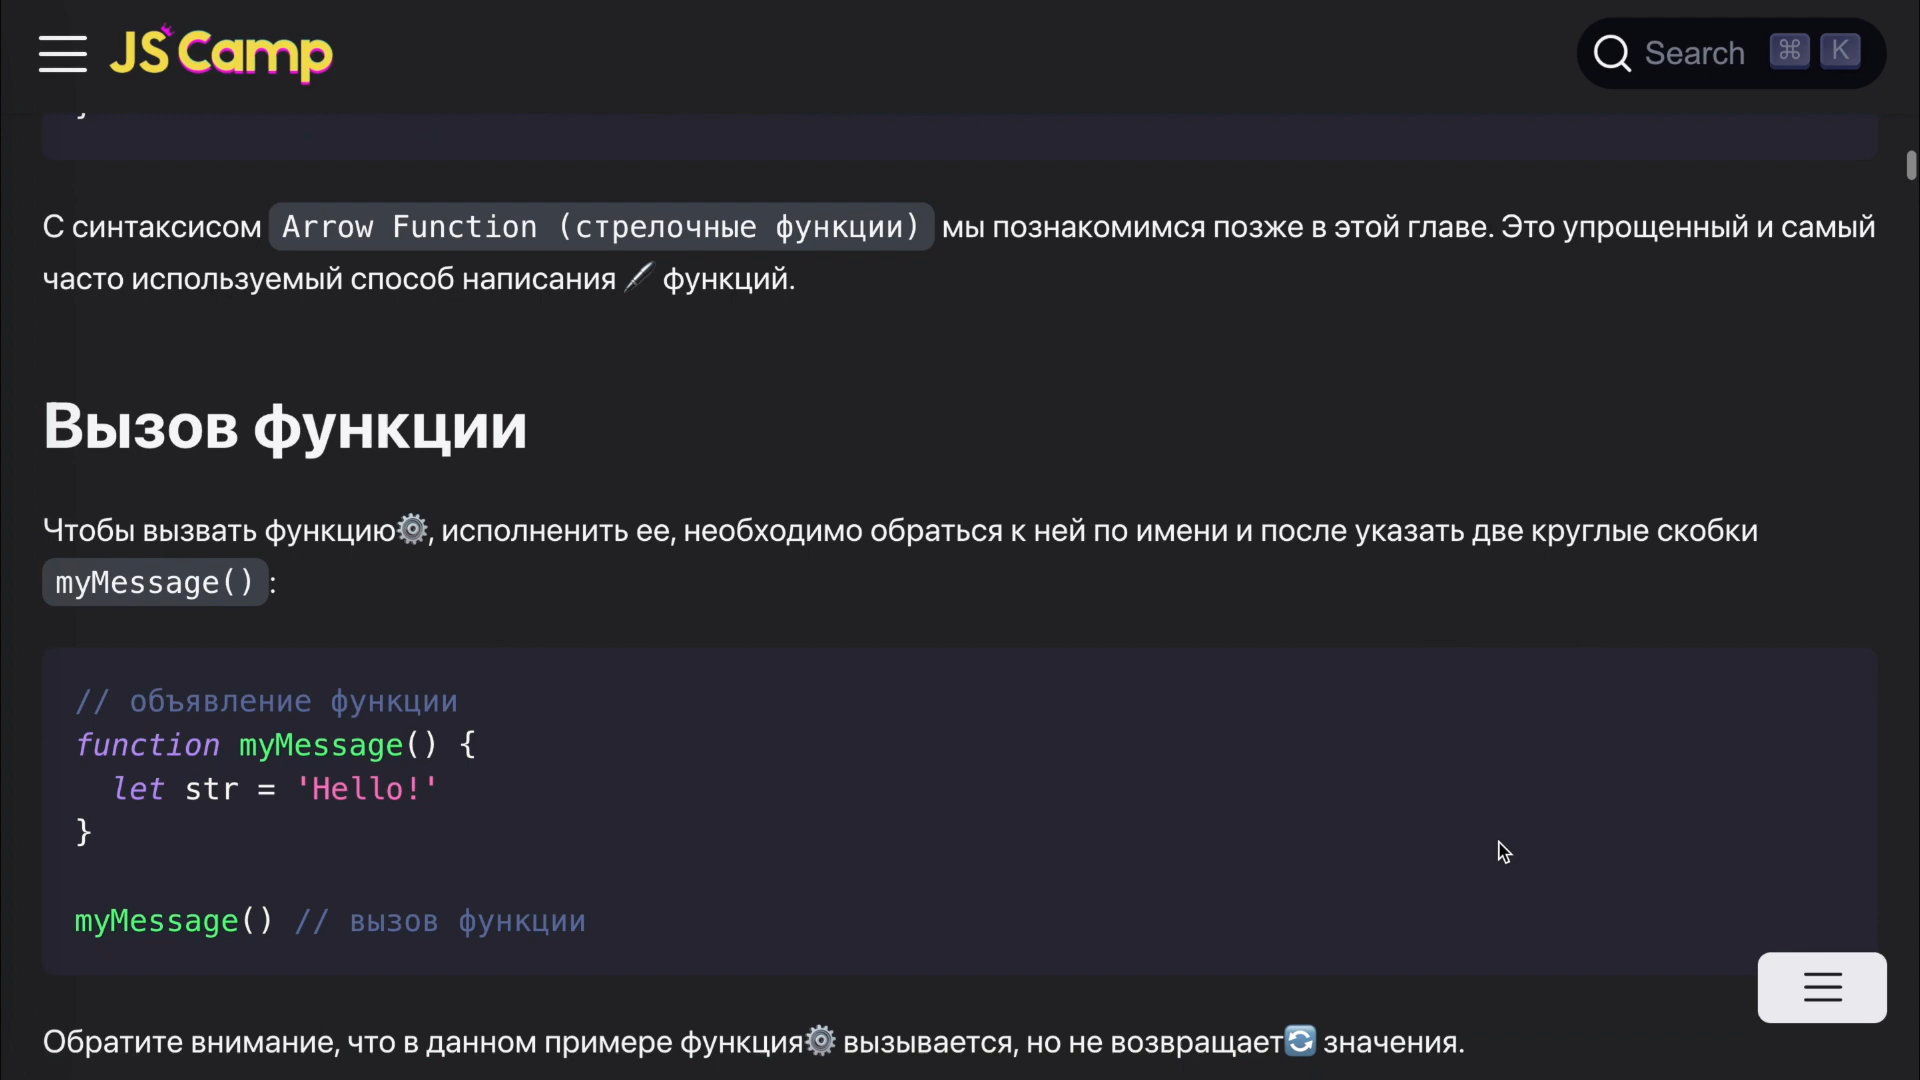 JS Camp
Search ⌘ K
}
С синтаксисом Arrow Function (стрелочные функции) мы познакомимся позже в этой главе. Это упрощенный и самый
часто используемый способ написания 🖋 функций.
Вызов функции
Чтобы вызвать функцию⚙️, исполненить ее, необходимо обраться к ней по имени и после указать две круглые скобки
myMessage():
// объявление функции
function myMessage() {
  let str = 'Hello!'
}
myMessage() // вызов функции
Обратите внимание, что в данном примере функция⚙️ вызывается, но не возвращает🔄 значения.